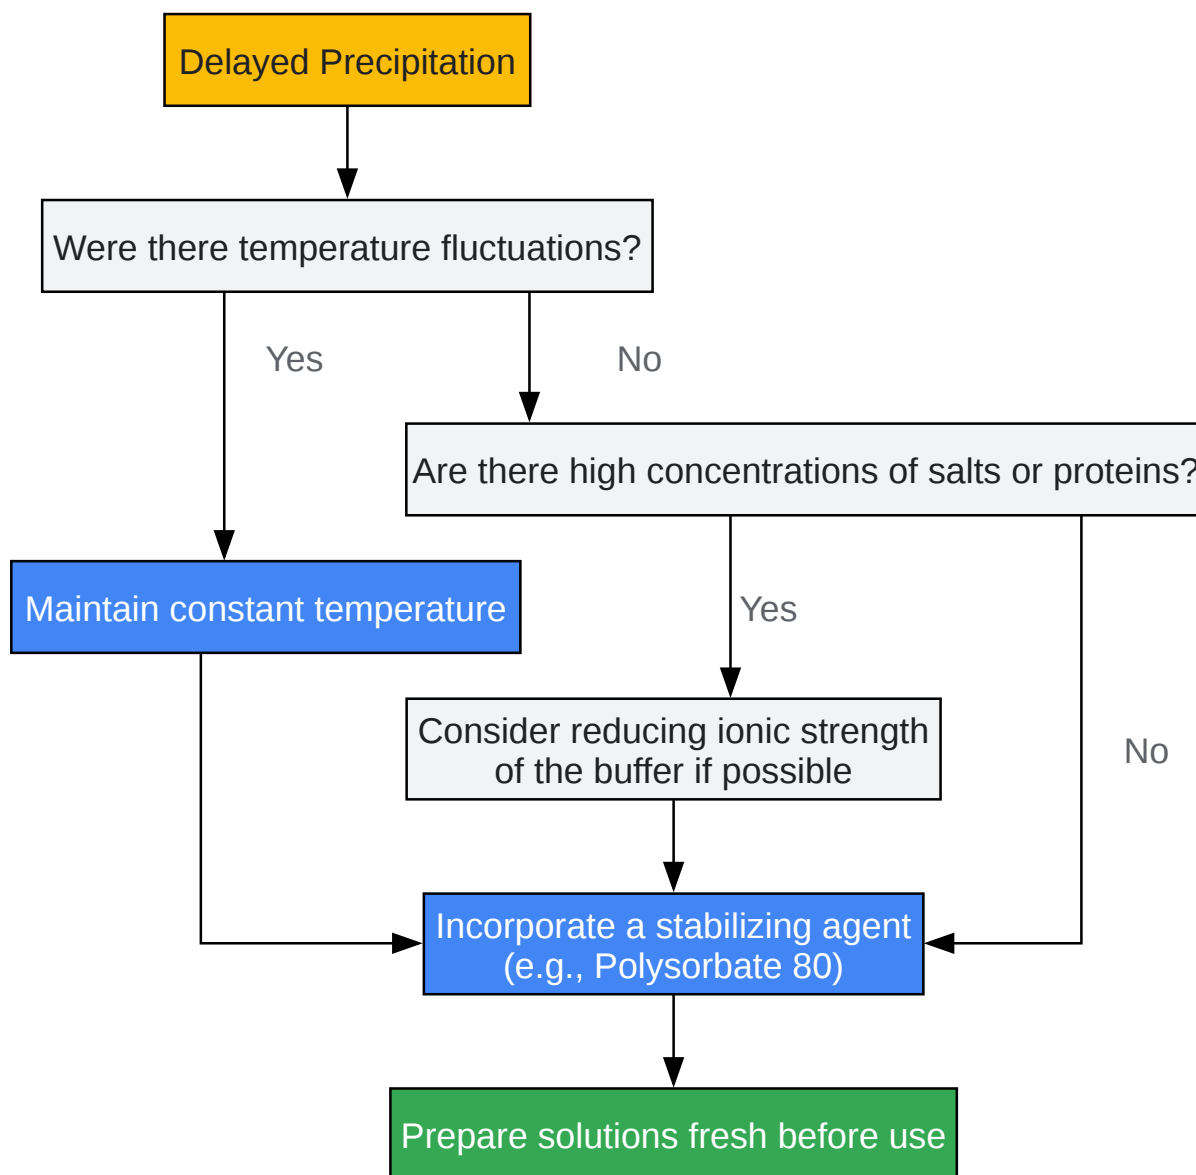 Delayed Precipitation
Were there temperature fluctuations?
Yes
No
Are there high concentrations of salts or proteins?
Maintain constant temperature
Yes
Consider reducing ionic strength
of the buffer if possible
No
Incorporate a stabilizing agent
(e.g., Polysorbate 80)
Prepare solutions fresh before use